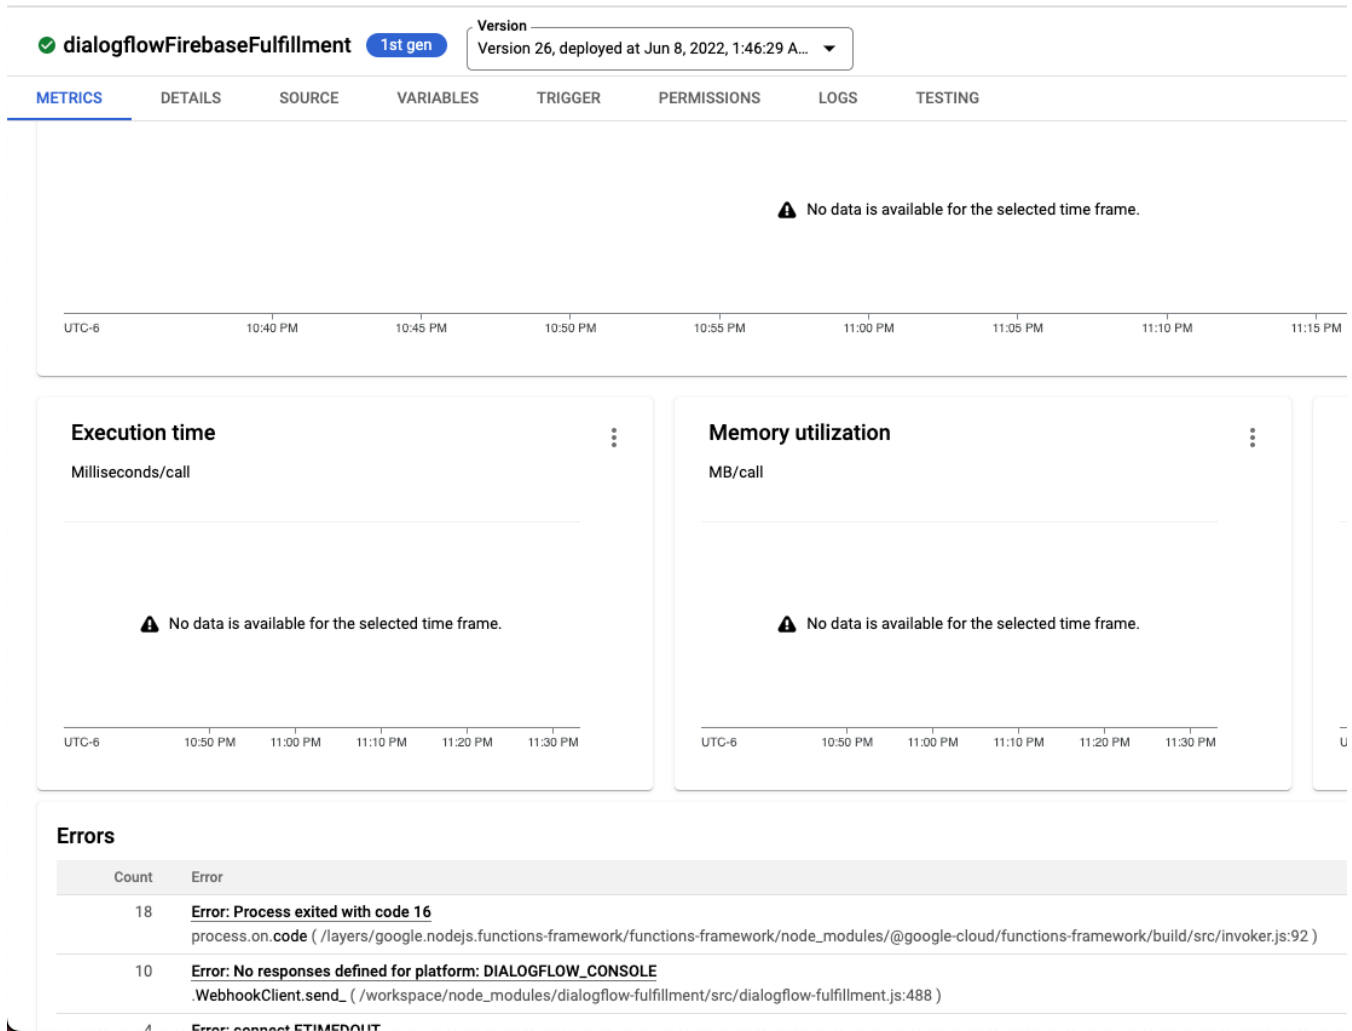 dialogflowFirebaseFulfillment
1st gen
Version
Version 26, deployed at Jun 8, 2022, 1:46:29 A...
METRICS DETAILS SOURCE VARIABLES TRIGGER PERMISSIONS LOGS TESTING
No data is available for the selected time frame.
UTC-6 10:40 PM 10:45 PM 10:50 PM 10:55 PM 11:00 PM 11:05 PM 11:10 PM 11:15 PM
Execution time
Milliseconds/call
No data is available for the selected time frame.
UTC-6 10:50 PM 11:00 PM 11:10 PM 11:20 PM 11:30 PM
Memory utilization
MB/call
No data is available for the selected time frame.
UTC-6 10:50 PM 11:00 PM 11:10 PM 11:20 PM 11:30 PM
Errors
Count Error
18 Error: Process exited with code 16
process.on.code ( /layers/google.nodejs.functions-framework/functions-framework/node_modules/@google-cloud/functions-framework/build/src/invoker.js:92 )
10 Error: No responses defined for platform: DIALOGFLOW_CONSOLE
.WebhookClient.send_ ( /workspace/node_modules/dialogflow-fulfillment/src/dialogflow-fulfillment.js:488 )
4 Error: connect ETIMEDOUT